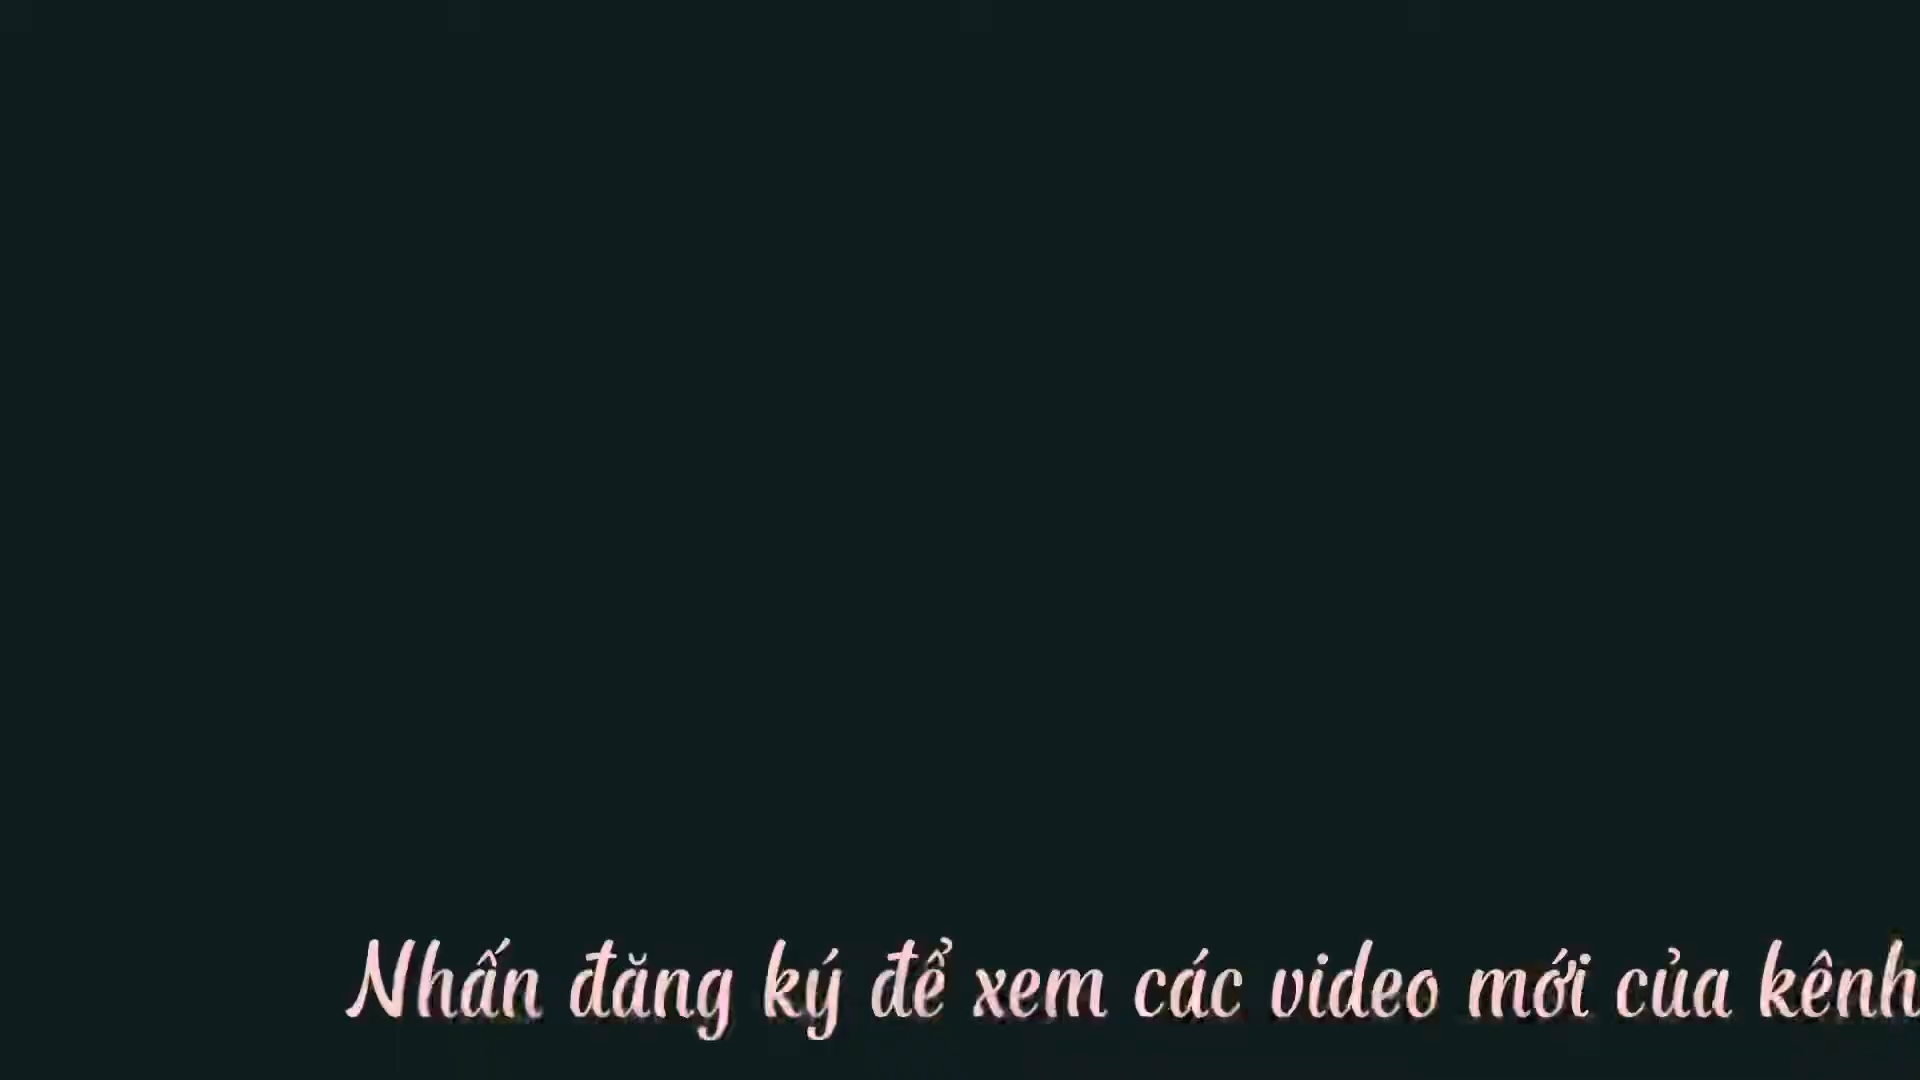 Nhấn đăng ký để xem các video mới của kênh